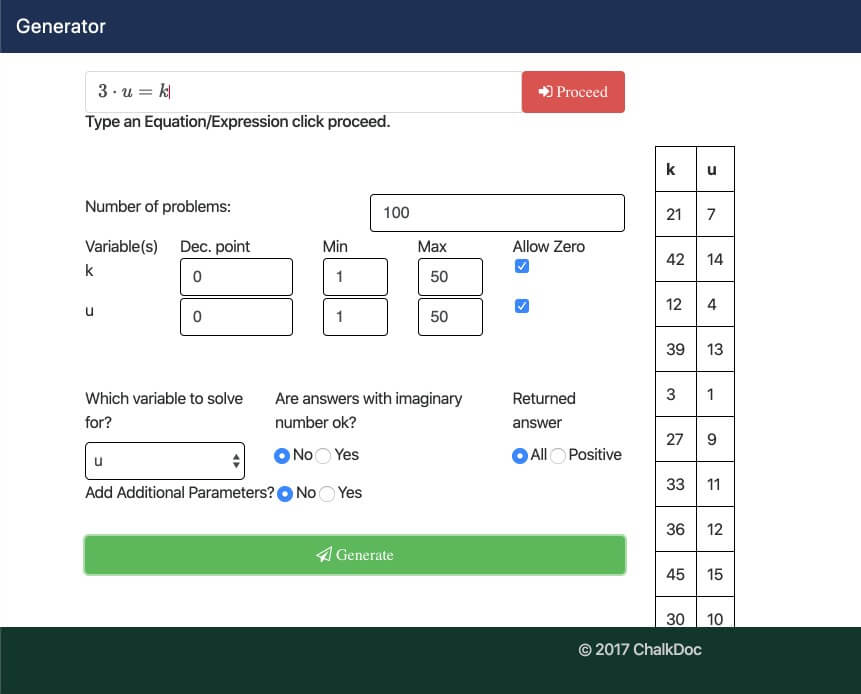 Generator
3 · u = k
Proceed
Type an Equation/Expression click proceed.
Number of problems:
100
Variable(s) Dec. point Min Max Allow Zero
k 0 1 50
u 0 1 50
Which variable to solve for?
u
Are answers with imaginary number ok?
No Yes
Returned answer
All Positive
Add Additional Parameters? No Yes
Generate
k u
21 7
42 14
12 4
39 13
3 1
27 9
33 11
36 12
45 15
30 10
© 2017 ChalkDoc